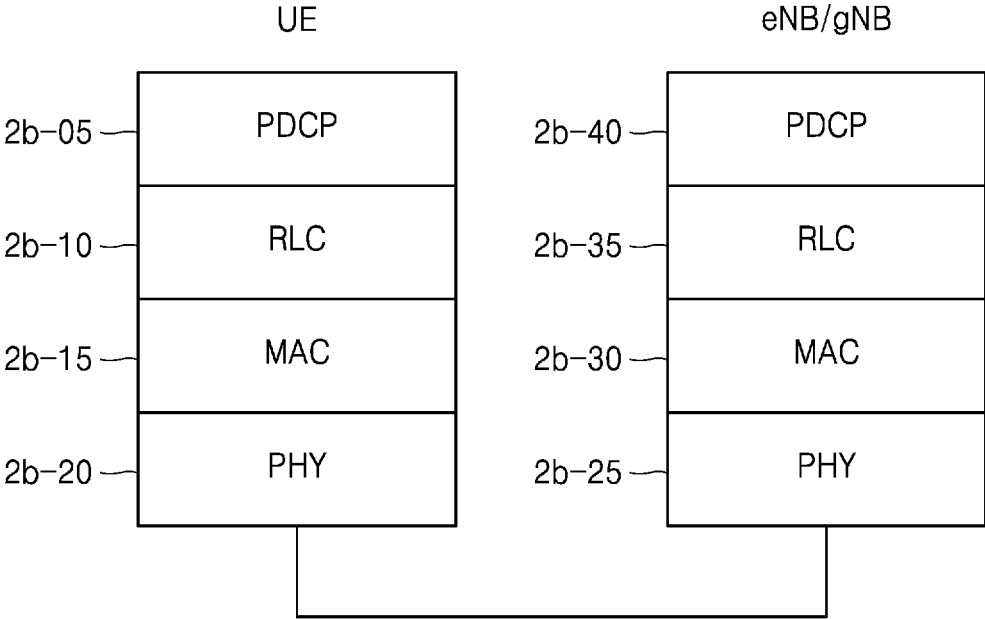 UE eNB/gNB
2b-05 PDCP 2b-40 PDCP
2b-10 RLC 2b-35 RLC
2b-15 MAC 2b-30 MAC
2b-20 PHY 2b-25 PHY